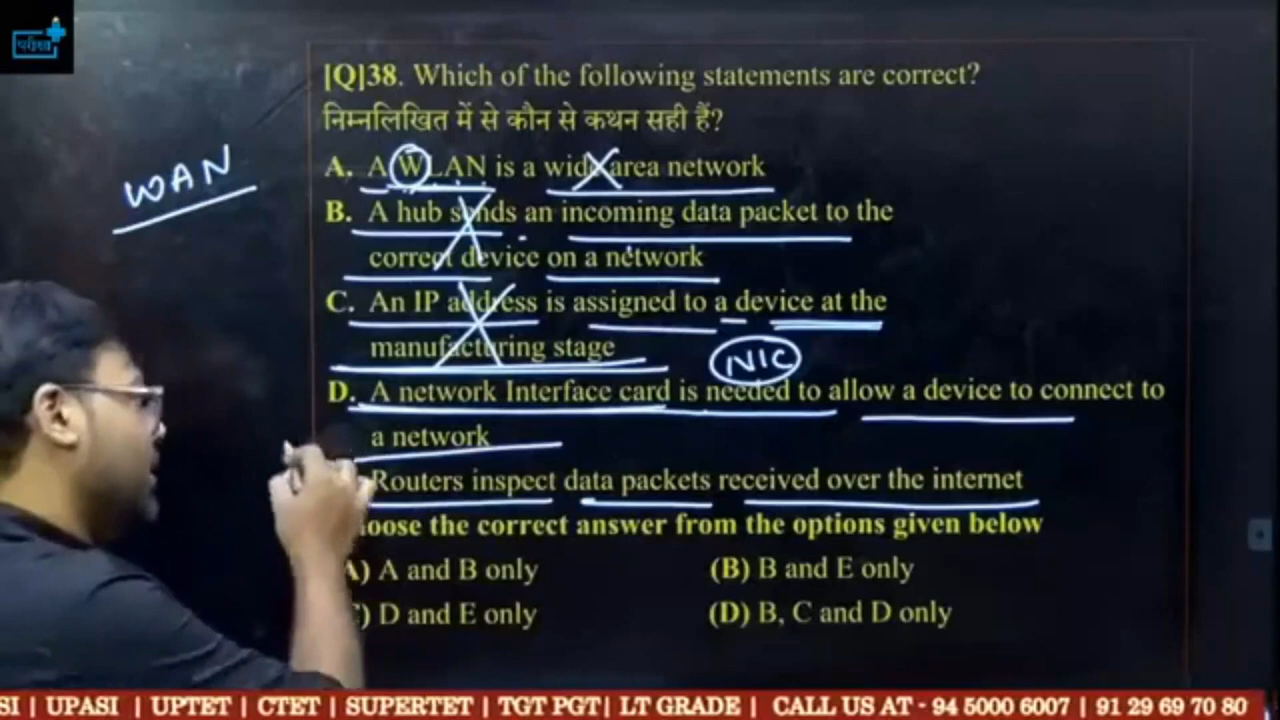 परीक्षा
[Q]38. Which of the following statements are correct?
निम्नलिखित में से कौन से कथन सही हैं?
A. A WLAN is a wide area network
WAN
B. A hub sends an incoming data packet to the
correct device on a network
C. An IP address is assigned to a device at the
manufacturing stage
NIC
D. A network Interface card is needed to allow a device to connect to
a network
Routers inspect data packets received over the internet
oose the correct answer from the options given below
A) A and B only (B) B and E only
) D and E only (D) B, C and D only
SI | UPASI | UPTET | CTET | SUPERTET | TGT PGT| LT GRADE | CALL US AT - 94 5000 6007 | 91 29 69 70 80